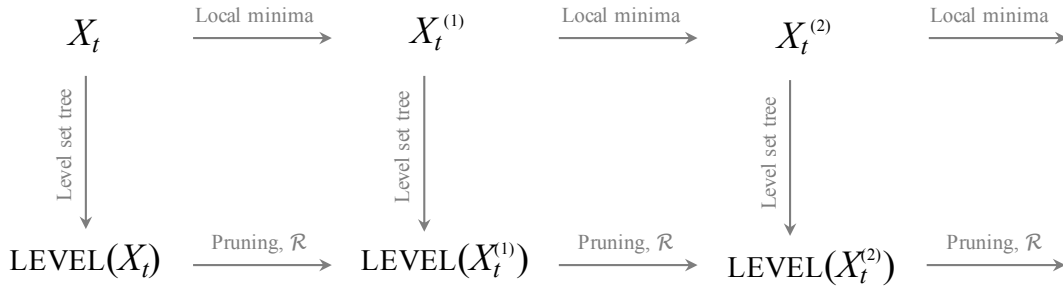 X_t Local minima X_t^{(1)} Local minima X_t^{(2)} Local minima
Level set tree Level set tree Level set tree
LEVEL(X_t) Pruning, ℛ LEVEL(X_t^{(1)}) Pruning, ℛ LEVEL(X_t^{(2)}) Pruning, ℛ